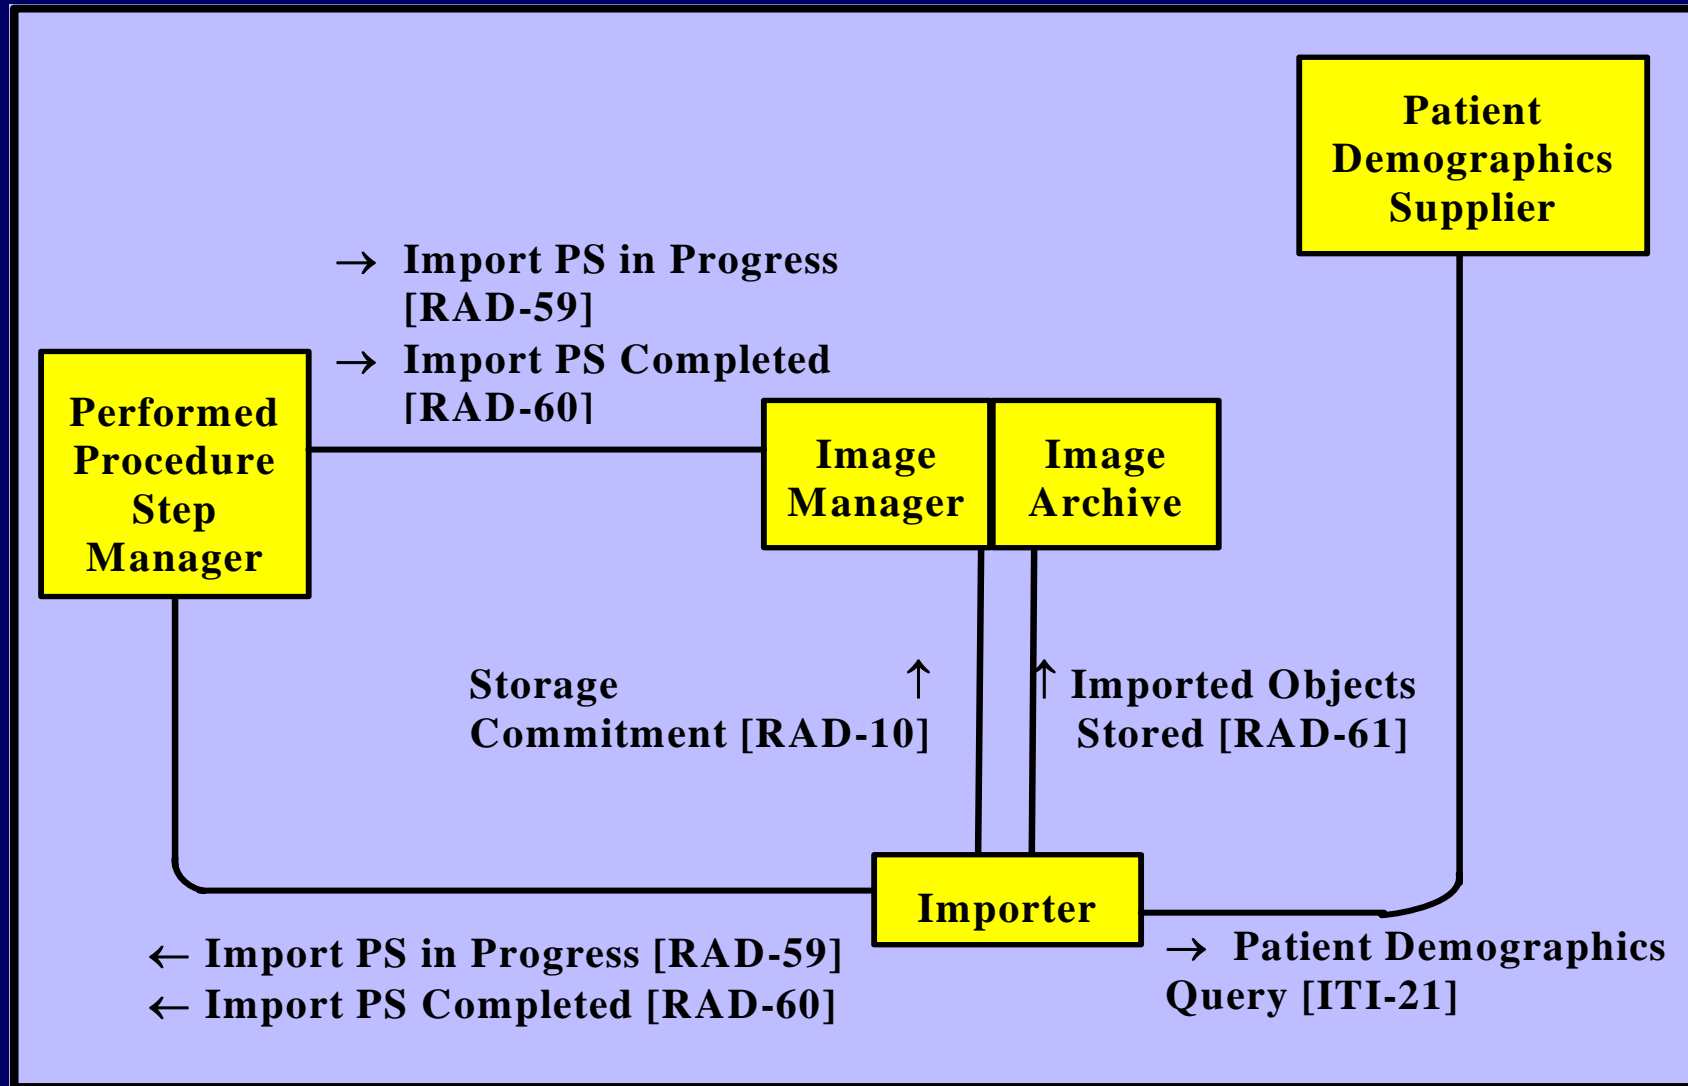 Patient
Demographics
Supplier
→ Import PS in Progress
[RAD-59]
→ Import PS Completed
[RAD-60]
Performed
Procedure
Step
Manager
Image
Manager
Image
Archive
Storage ↑
Commitment [RAD-10]
↑ Imported Objects
Stored [RAD-61]
Importer
← Import PS in Progress [RAD-59]
← Import PS Completed [RAD-60]
→ Patient Demographics
Query [ITI-21]